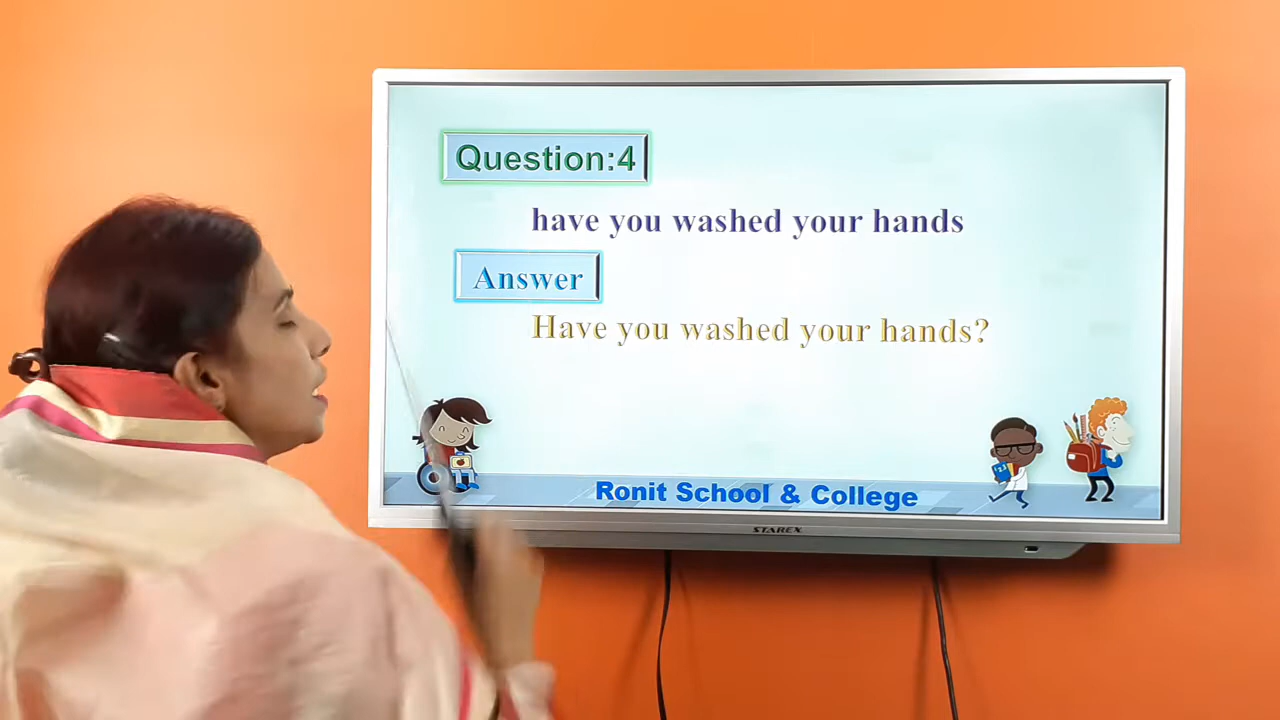 Question:4
have you washed your hands
Answer
Have you washed your hands?
Ronit School & College
STAREX